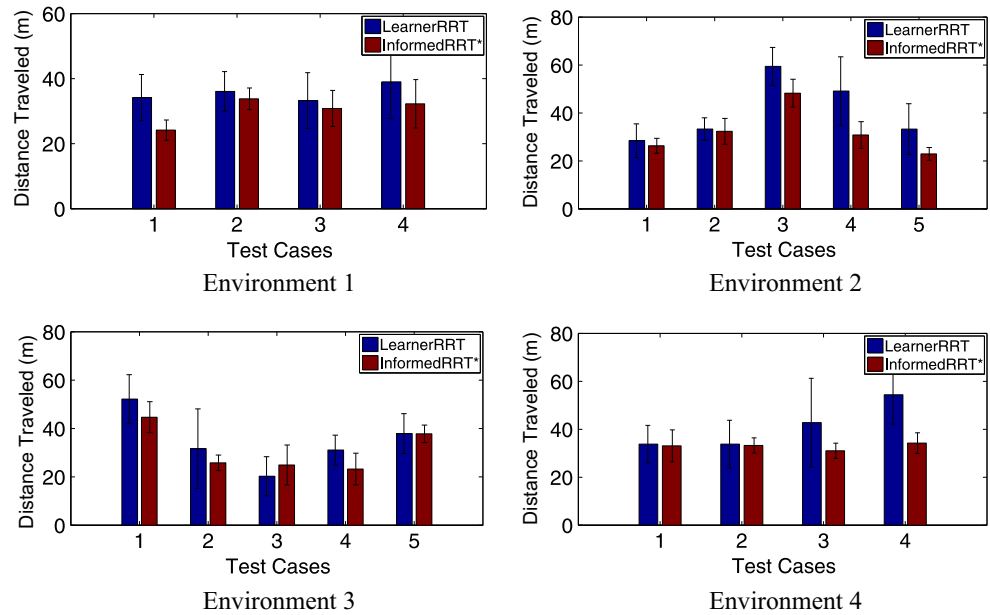 Distance Traveled (m)
60
40
20
0
LearnerRRT
InformedRRT*
1 2 3 4
Test Cases
Environment 1
Distance Traveled (m)
80
60
40
20
0
LearnerRRT
InformedRRT*
1 2 3 4 5
Test Cases
Environment 2
Distance Traveled (m)
80
60
40
20
0
LearnerRRT
InformedRRT*
1 2 3 4 5
Test Cases
Environment 3
Distance Traveled (m)
80
60
40
20
0
LearnerRRT
InformedRRT*
1 2 3 4
Test Cases
Environment 4